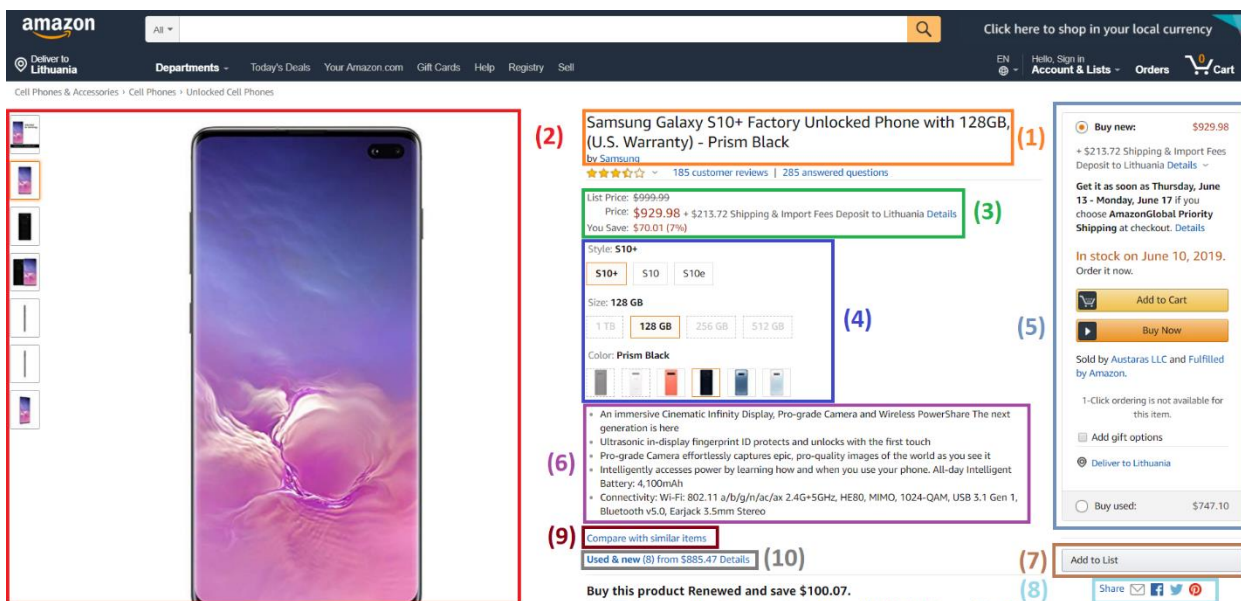 amazon
All
Click here to shop in your local currency
Deliver to
Lithuania
Departments
Today's Deals
Your Amazon.com
Gift Cards
Help
Registry
Sell
EN
Hello, Sign in
Account & Lists
Orders
0
Cart
Cell Phones & Accessories › Cell Phones › Unlocked Cell Phones
(2)
Samsung Galaxy S10+ Factory Unlocked Phone with 128GB,
(U.S. Warranty) - Prism Black
by Samsung
(1)
185 customer reviews | 285 answered questions
List Price: $999.99
Price: $929.98 + $213.72 Shipping & Import Fees Deposit to Lithuania Details
You Save: $70.01 (7%)
(3)
Style: S10+
S10+ S10 S10e
Size: 128 GB
1 TB 128 GB 256 GB 512 GB
(4)
Color: Prism Black
(6)
• An immersive Cinematic Infinity Display, Pro-grade Camera and Wireless PowerShare The next
generation is here
• Ultrasonic in-display fingerprint ID protects and unlocks with the first touch
• Pro-grade Camera effortlessly captures epic, pro-quality images of the world as you see it
• Intelligently accesses power by learning how and when you use your phone. All-day Intelligent
Battery: 4,100mAh
• Connectivity: Wi-Fi: 802.11 a/b/g/n/ac/ax 2.4G+5GHz, HE80, MIMO, 1024-QAM, USB 3.1 Gen 1,
Bluetooth v5.0, Earjack 3.5mm Stereo
(9)
Compare with similar items
Used & new (8) from $885.47 Details
(10)
Buy this product Renewed and save $100.07.
(5)
Buy new: $929.98
+ $213.72 Shipping & Import Fees
Deposit to Lithuania Details
Get it as soon as Thursday, June
13 - Monday, June 17 if you
choose AmazonGlobal Priority
Shipping at checkout. Details
In stock on June 10, 2019.
Order it now.
Add to Cart
Buy Now
Sold by Austaras LLC and Fulfilled
by Amazon.
1-Click ordering is not available for
this item.
Add gift options
Deliver to Lithuania
Buy used: $747.10
(7)
Add to List
(8)
Share